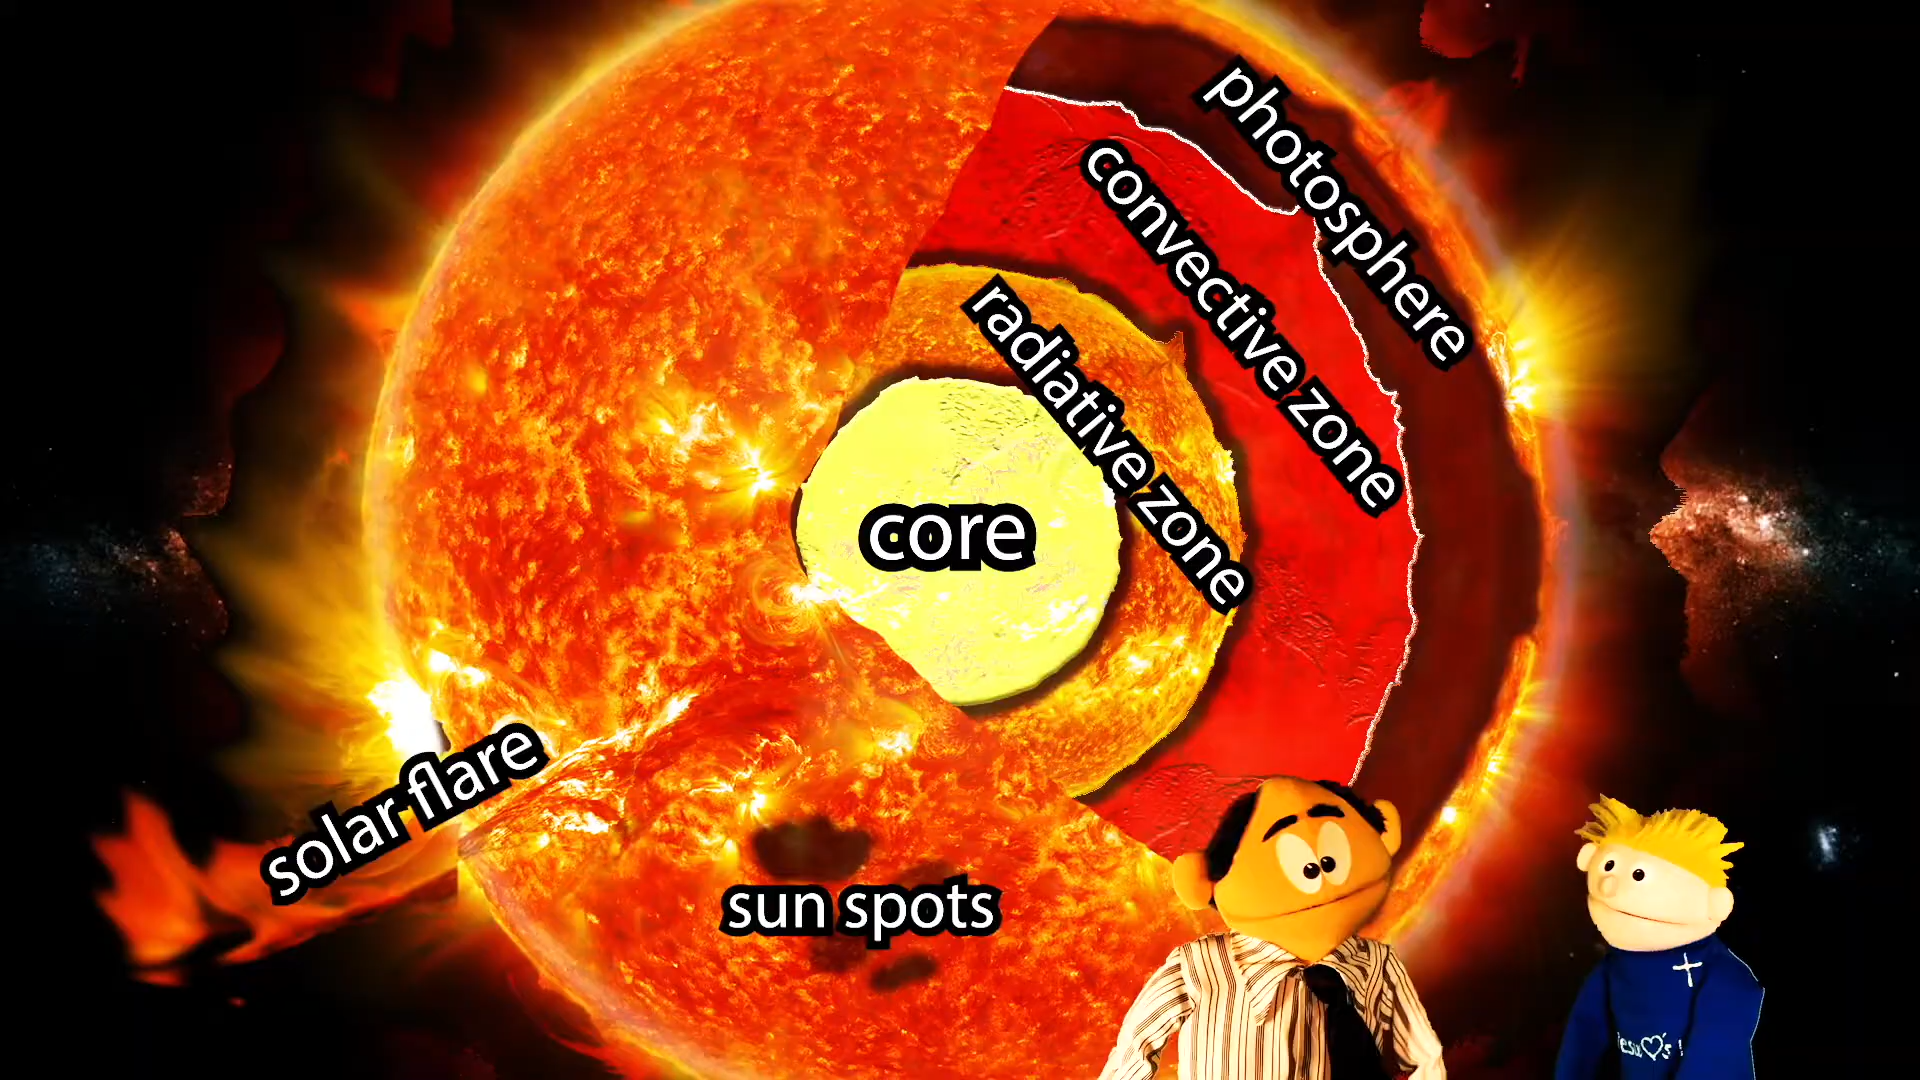 photosphere
convective zone
radiative zone
core
solar flare
sun spots